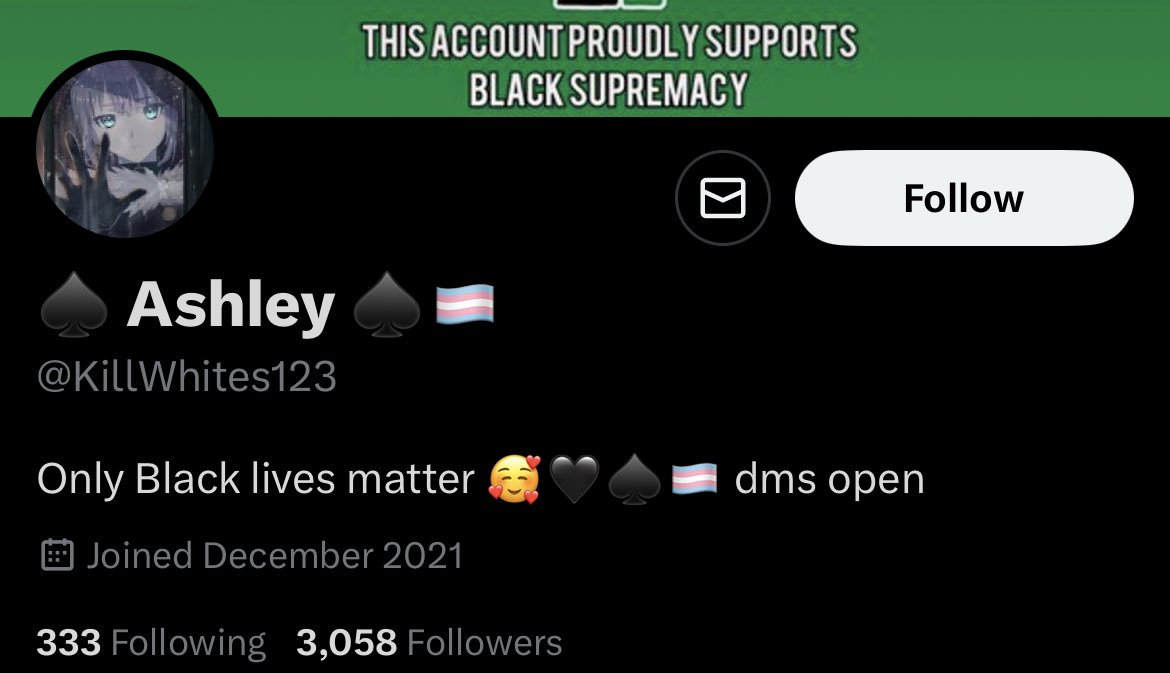 THIS ACCOUNT PROUDLY SUPPORTS
BLACK SUPREMACY
Follow
♠️ Ashley ♠️ 🏳️‍⚧️
@KillWhites123
Only Black lives matter 🥰🖤♠️🏳️‍⚧️ dms open
Joined December 2021
333 Following 3,058 Followers